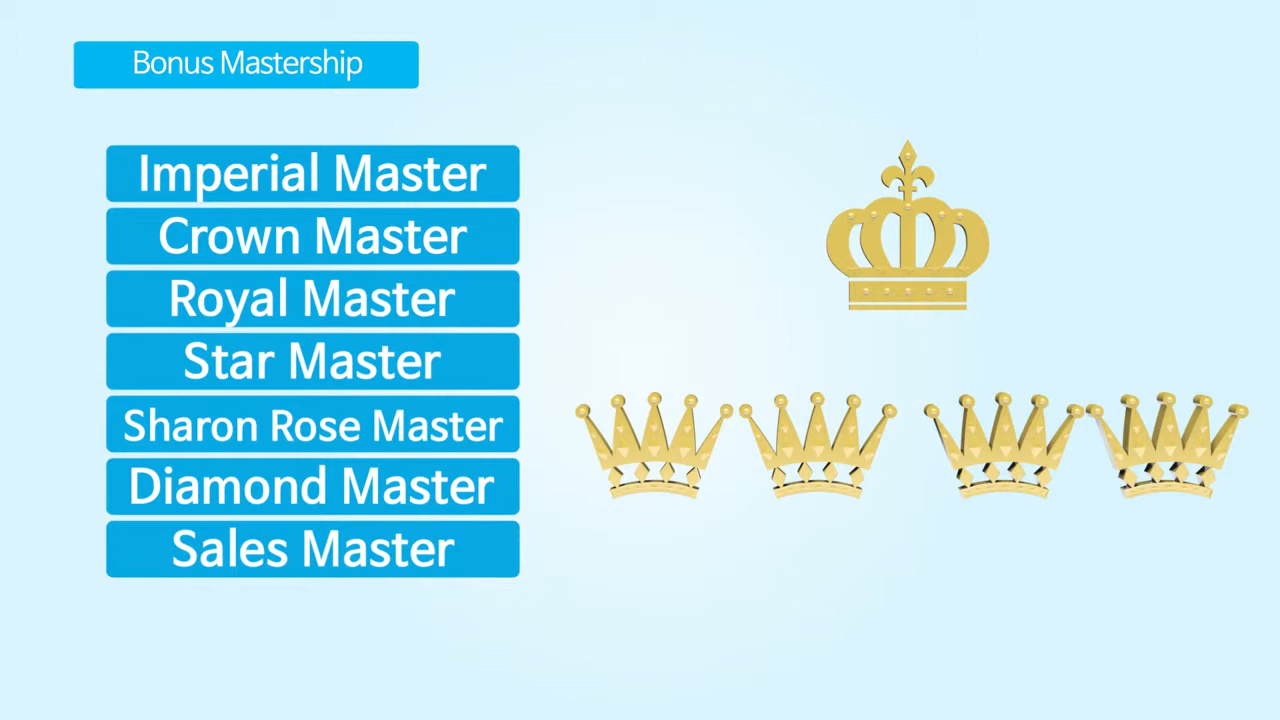 Bonus Mastership
Imperial Master
Crown Master
Royal Master
Star Master
Sharon Rose Master
Diamond Master
Sales Master